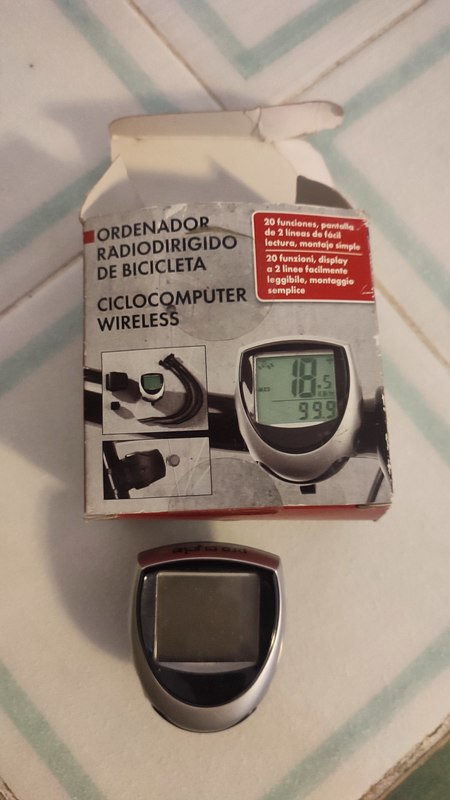 ORDENADOR
RADIODIRIGIDO
DE BICICLETA
CICLOCOMPUTER
WIRELESS
20 funciones, pantalla
de 2 líneas de fácil
lectura, montaje simple
20 funzioni, display
a 2 linee facilmente
leggibile, montaggio
semplice
18.5
99.9